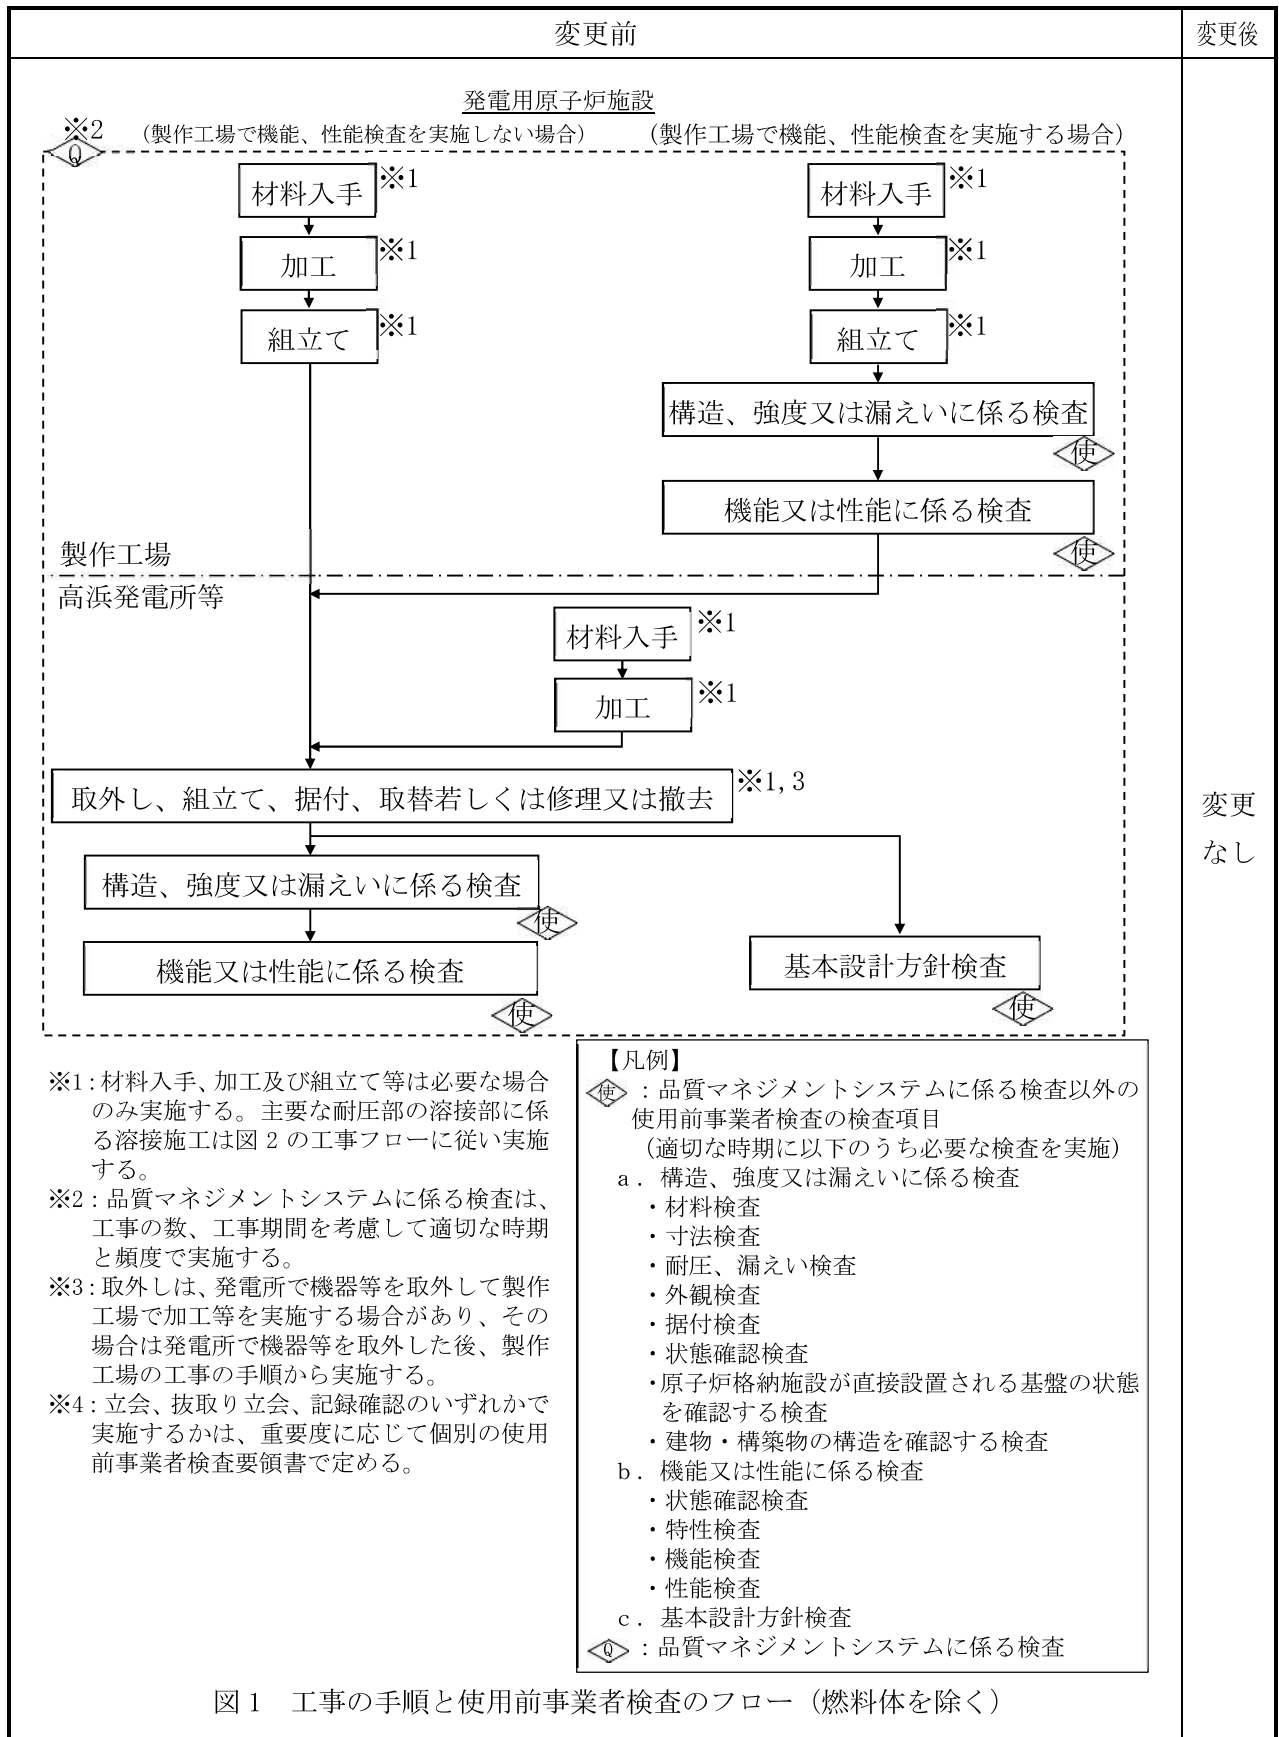 変更前
変更後
発電用原子炉施設
※2
Q
（製作工場で機能、性能検査を実施しない場合）
（製作工場で機能、性能検査を実施する場合）
材料入手
※1
材料入手
※1
加工
※1
加工
※1
組立て
※1
組立て
※1
構造、強度又は漏えいに係る検査
使
機能又は性能に係る検査
使
製作工場
高浜発電所等
材料入手
※1
加工
※1
取外し、組立て、据付、取替若しくは修理又は撤去
※1, 3
構造、強度又は漏えいに係る検査
使
機能又は性能に係る検査
使
基本設計方針検査
使
変更
なし
※1：材料入手、加工及び組立て等は必要な場合
のみ実施する。主要な耐圧部の溶接部に係
る溶接施工は図 2 の工事フローに従い実施
する。
※2：品質マネジメントシステムに係る検査は、
工事の数、工事期間を考慮して適切な時期
と頻度で実施する。
※3：取外しは、発電所で機器等を取外して製作
工場で加工等を実施する場合があり、その
場合は発電所で機器等を取外した後、製作
工場の工事の手順から実施する。
※4：立会、抜取り立会、記録確認のいずれかで
実施するかは、重要度に応じて個別の使用
前事業者検査要領書で定める。
【凡例】
使：品質マネジメントシステムに係る検査以外の
使用前事業者検査の検査項目
（適切な時期に以下のうち必要な検査を実施）
a．構造、強度又は漏えいに係る検査
・材料検査
・寸法検査
・耐圧、漏えい検査
・外観検査
・据付検査
・状態確認検査
・原子炉格納施設が直接設置される基盤の状態
を確認する検査
・建物・構築物の構造を確認する検査
b．機能又は性能に係る検査
・状態確認検査
・特性検査
・機能検査
・性能検査
c．基本設計方針検査
Q：品質マネジメントシステムに係る検査
図 1　工事の手順と使用前事業者検査のフロー（燃料体を除く）